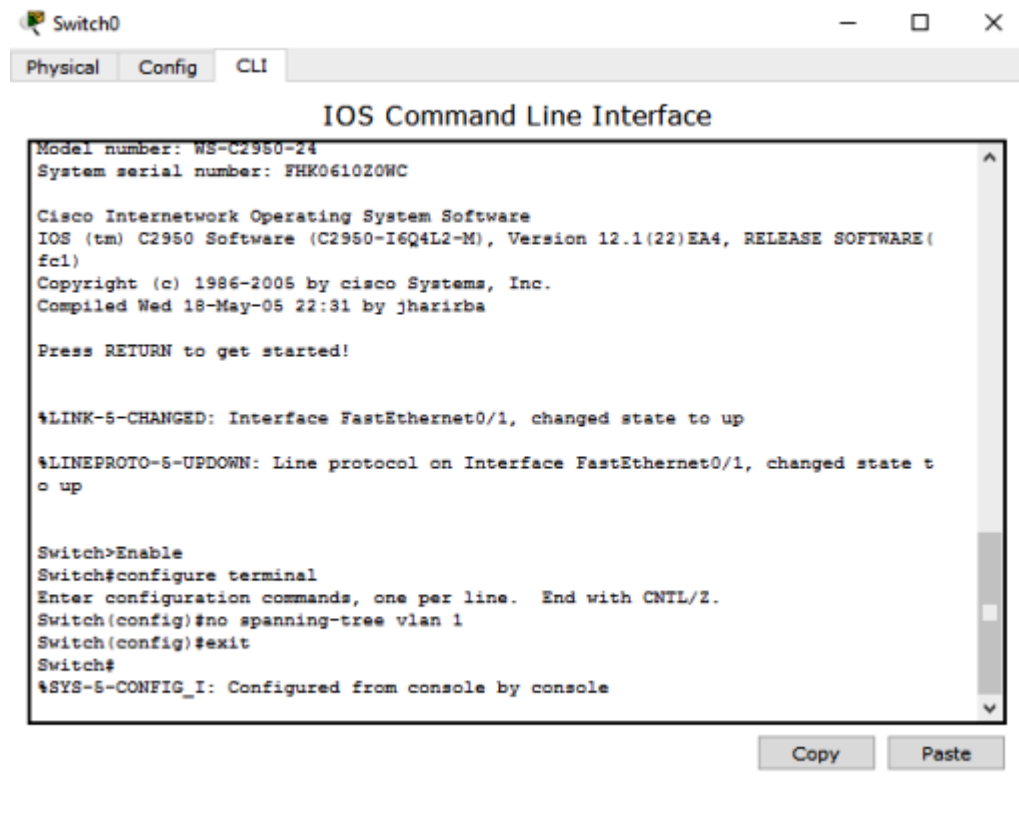 Switch0
Physical Config CLI
IOS Command Line Interface
Model number: WS-C2950-24
System serial number: FHK0610Z0WC
Cisco Internetwork Operating System Software
IOS (tm) C2950 Software (C2950-I6Q4L2-M), Version 12.1(22)EA4, RELEASE SOFTWARE(
fc1)
Copyright (c) 1986-2005 by cisco Systems, Inc.
Compiled Wed 18-May-05 22:31 by jharirba
Press RETURN to get started!
%LINK-5-CHANGED: Interface FastEthernet0/1, changed state to up
%LINEPROTO-5-UPDOWN: Line protocol on Interface FastEthernet0/1, changed state t
o up
Switch>Enable
Switch#configure terminal
Enter configuration commands, one per line. End with CNTL/Z.
Switch(config)#no spanning-tree vlan 1
Switch(config)#exit
Switch#
%SYS-5-CONFIG_I: Configured from console by console
Copy Paste